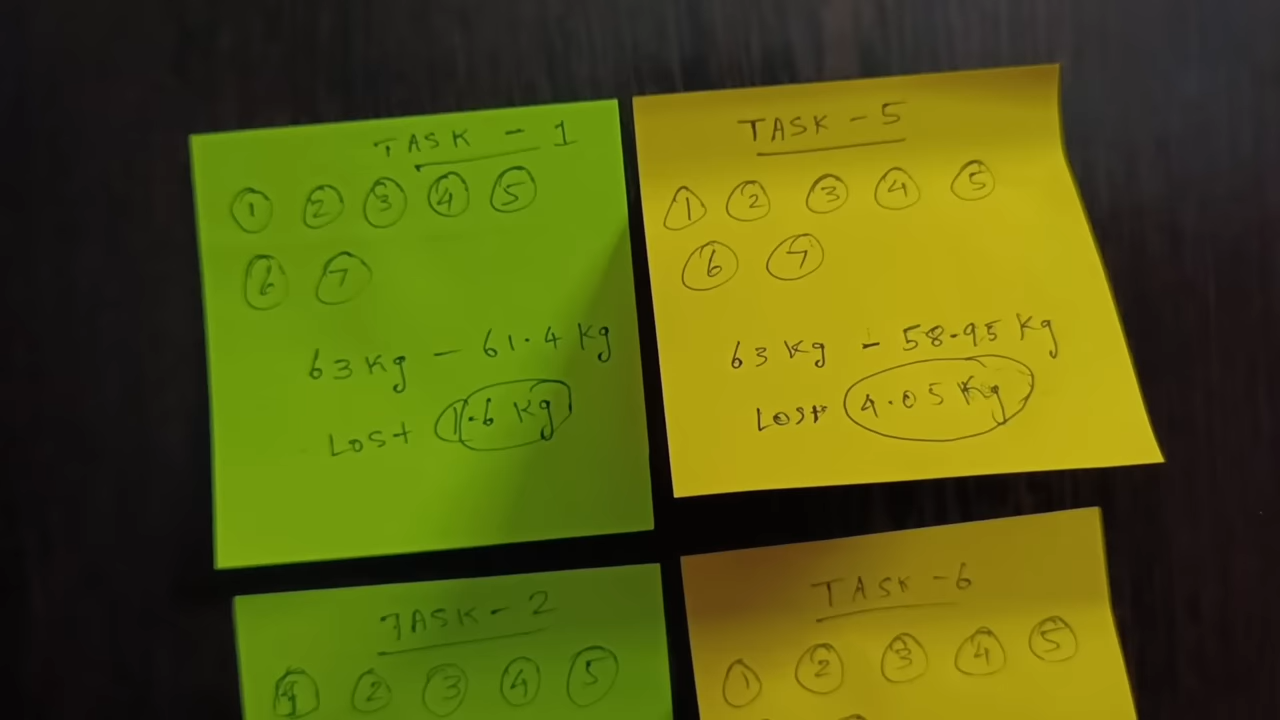 TASK - 1
1 2 3 4 5
6 7
63 Kg - 61.4 Kg
Lost 1.6 Kg
TASK - 5
1 2 3 4 5
6 7
63 Kg - 58.95 Kg
Lost 4.05 Kg
TASK - 2
1 2 3 4 5
TASK - 6
1 2 3 4 5